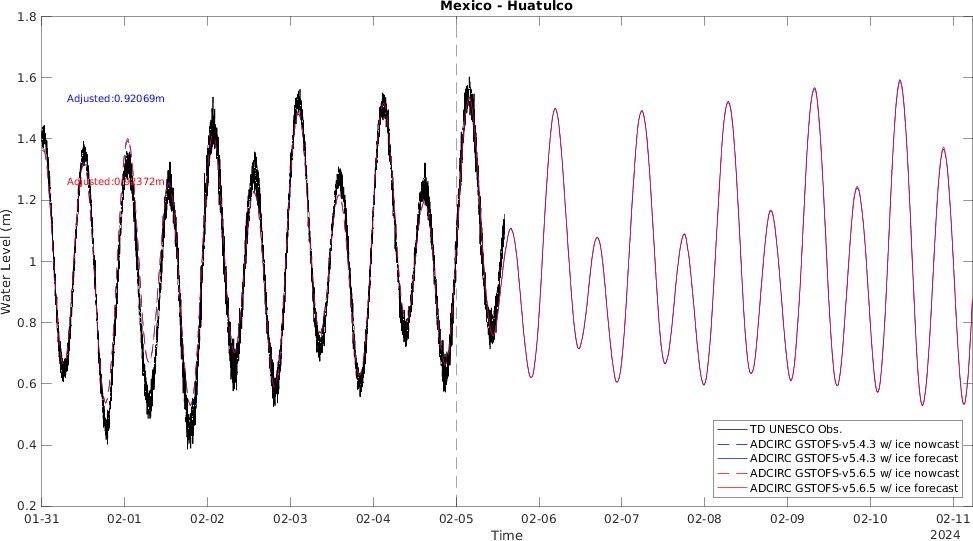 Mexico - Huatulco
1.8
1.6
1.4
1.2
1
0.8
0.6
0.4
0.2
Water Level (m)
Adjusted:0.92069m
Adjusted:0.92372m
TD UNESCO Obs.
ADCIRC GSTOFS-v5.4.3 w/ ice nowcast
ADCIRC GSTOFS-v5.4.3 w/ ice forecast
ADCIRC GSTOFS-v5.6.5 w/ ice nowcast
ADCIRC GSTOFS-v5.6.5 w/ ice forecast
01-31 02-01 02-02 02-03 02-04 02-05 02-06 02-07 02-08 02-09 02-10 02-11
2024
Time